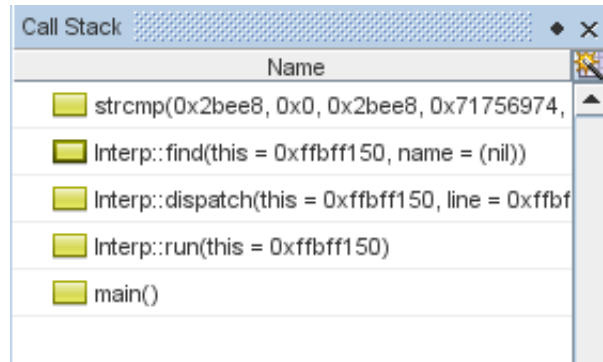 Call Stack
Name
strcmp(0x2bee8, 0x0, 0x2bee8, 0x71756974,
Interp::find(this = 0xffbff150, name = (nil))
Interp::dispatch(this = 0xffbff150, line = 0xffbf
Interp::run(this = 0xffbff150)
main()